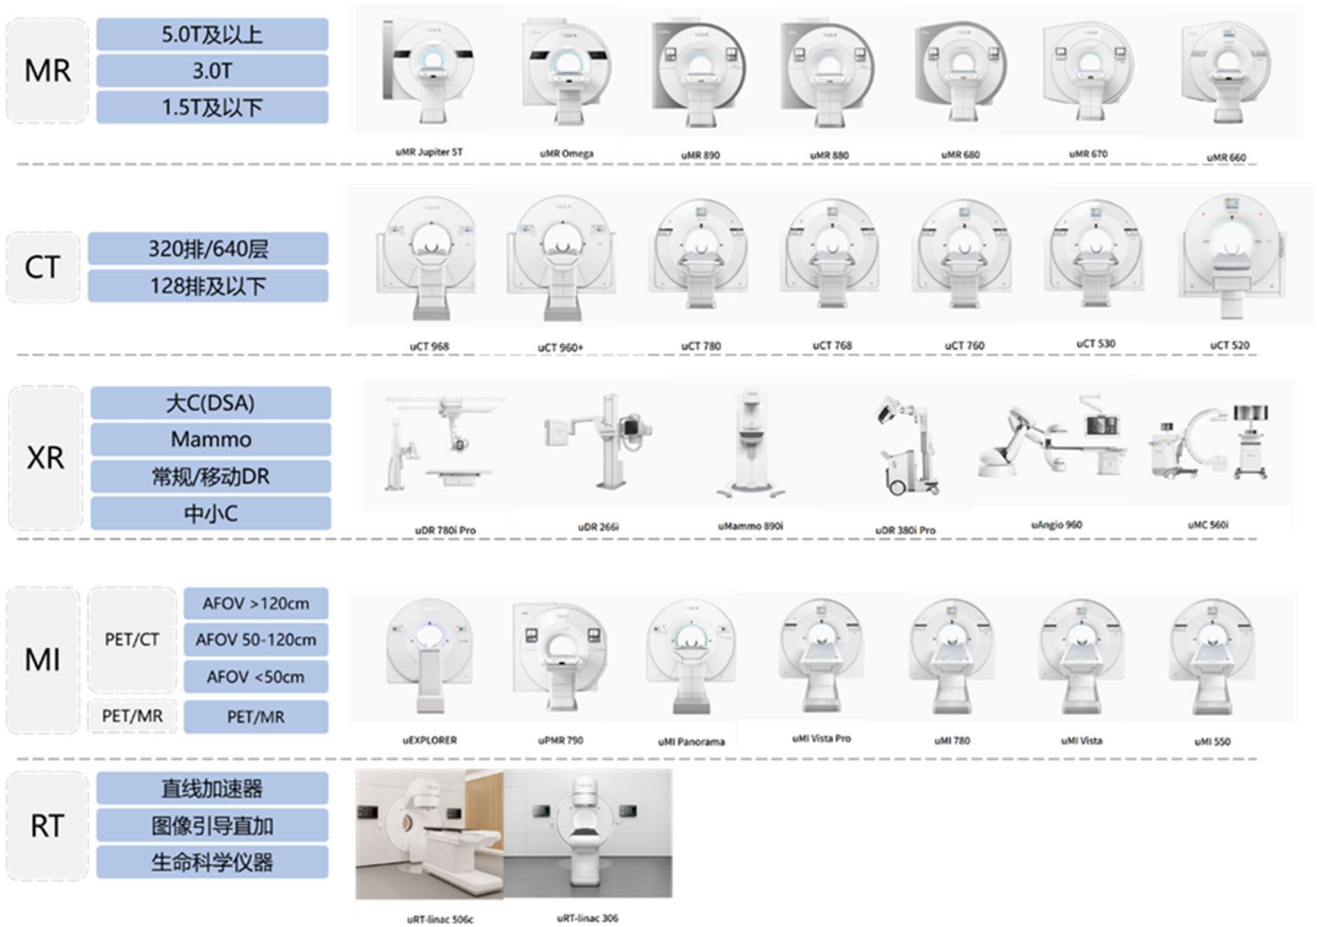 MR
5.0T及以上
3.0T
1.5T及以下
uMR Jupiter 5T
uMR Omega
uMR 890
uMR 880
uMR 680
uMR 670
uMR 660
CT
320排/640层
128排及以下
uCT 968
uCT 960+
uCT 780
uCT 768
uCT 760
uCT 530
uCT 520
XR
大C(DSA)
Mammo
常规/移动DR
中小C
uDR 780i Pro
uDR 266i
uMammo 890i
uDR 380i Pro
uAngio 960
uMC 560i
MI
PET/CT
AFOV >120cm
AFOV 50-120cm
AFOV <50cm
PET/MR
PET/MR
uEXPLORER
uPMR 790
uMI Panorama
uMI Vista Pro
uMI 780
uMI Vista
uMI 550
RT
直线加速器
图像引导直加
生命科学仪器
uRT-linac 506c
uRT-linac 306